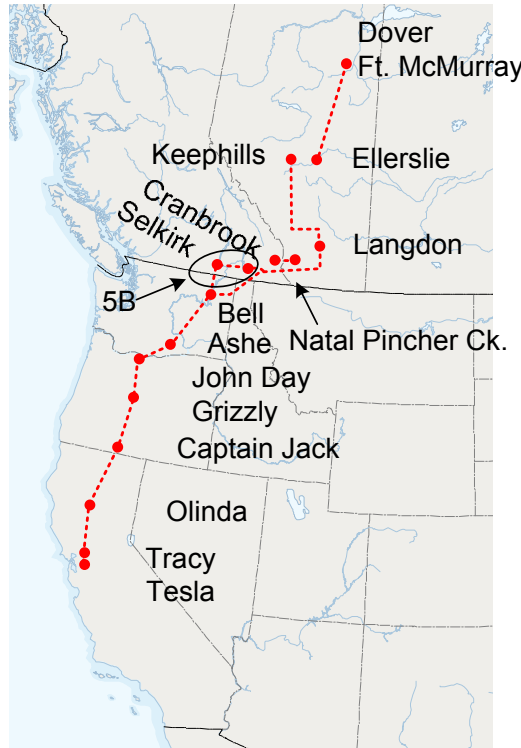 Dover
Ft. McMurray
Keephills
Ellerslie
Cranbrook
Selkirk
Langdon
5B
Bell
Natal Pincher Ck.
Ashe
John Day
Grizzly
Captain Jack
Olinda
Tracy
Tesla